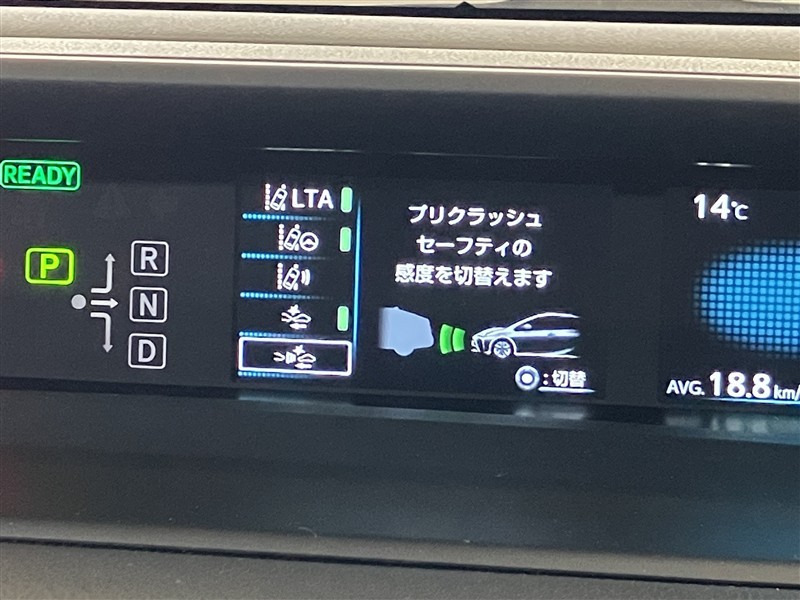 READY
P
R
N
D
LTA
プリクラッシュ
セーフティの
感度を切替えます
:切替
14℃
AVG. 18.8 km/